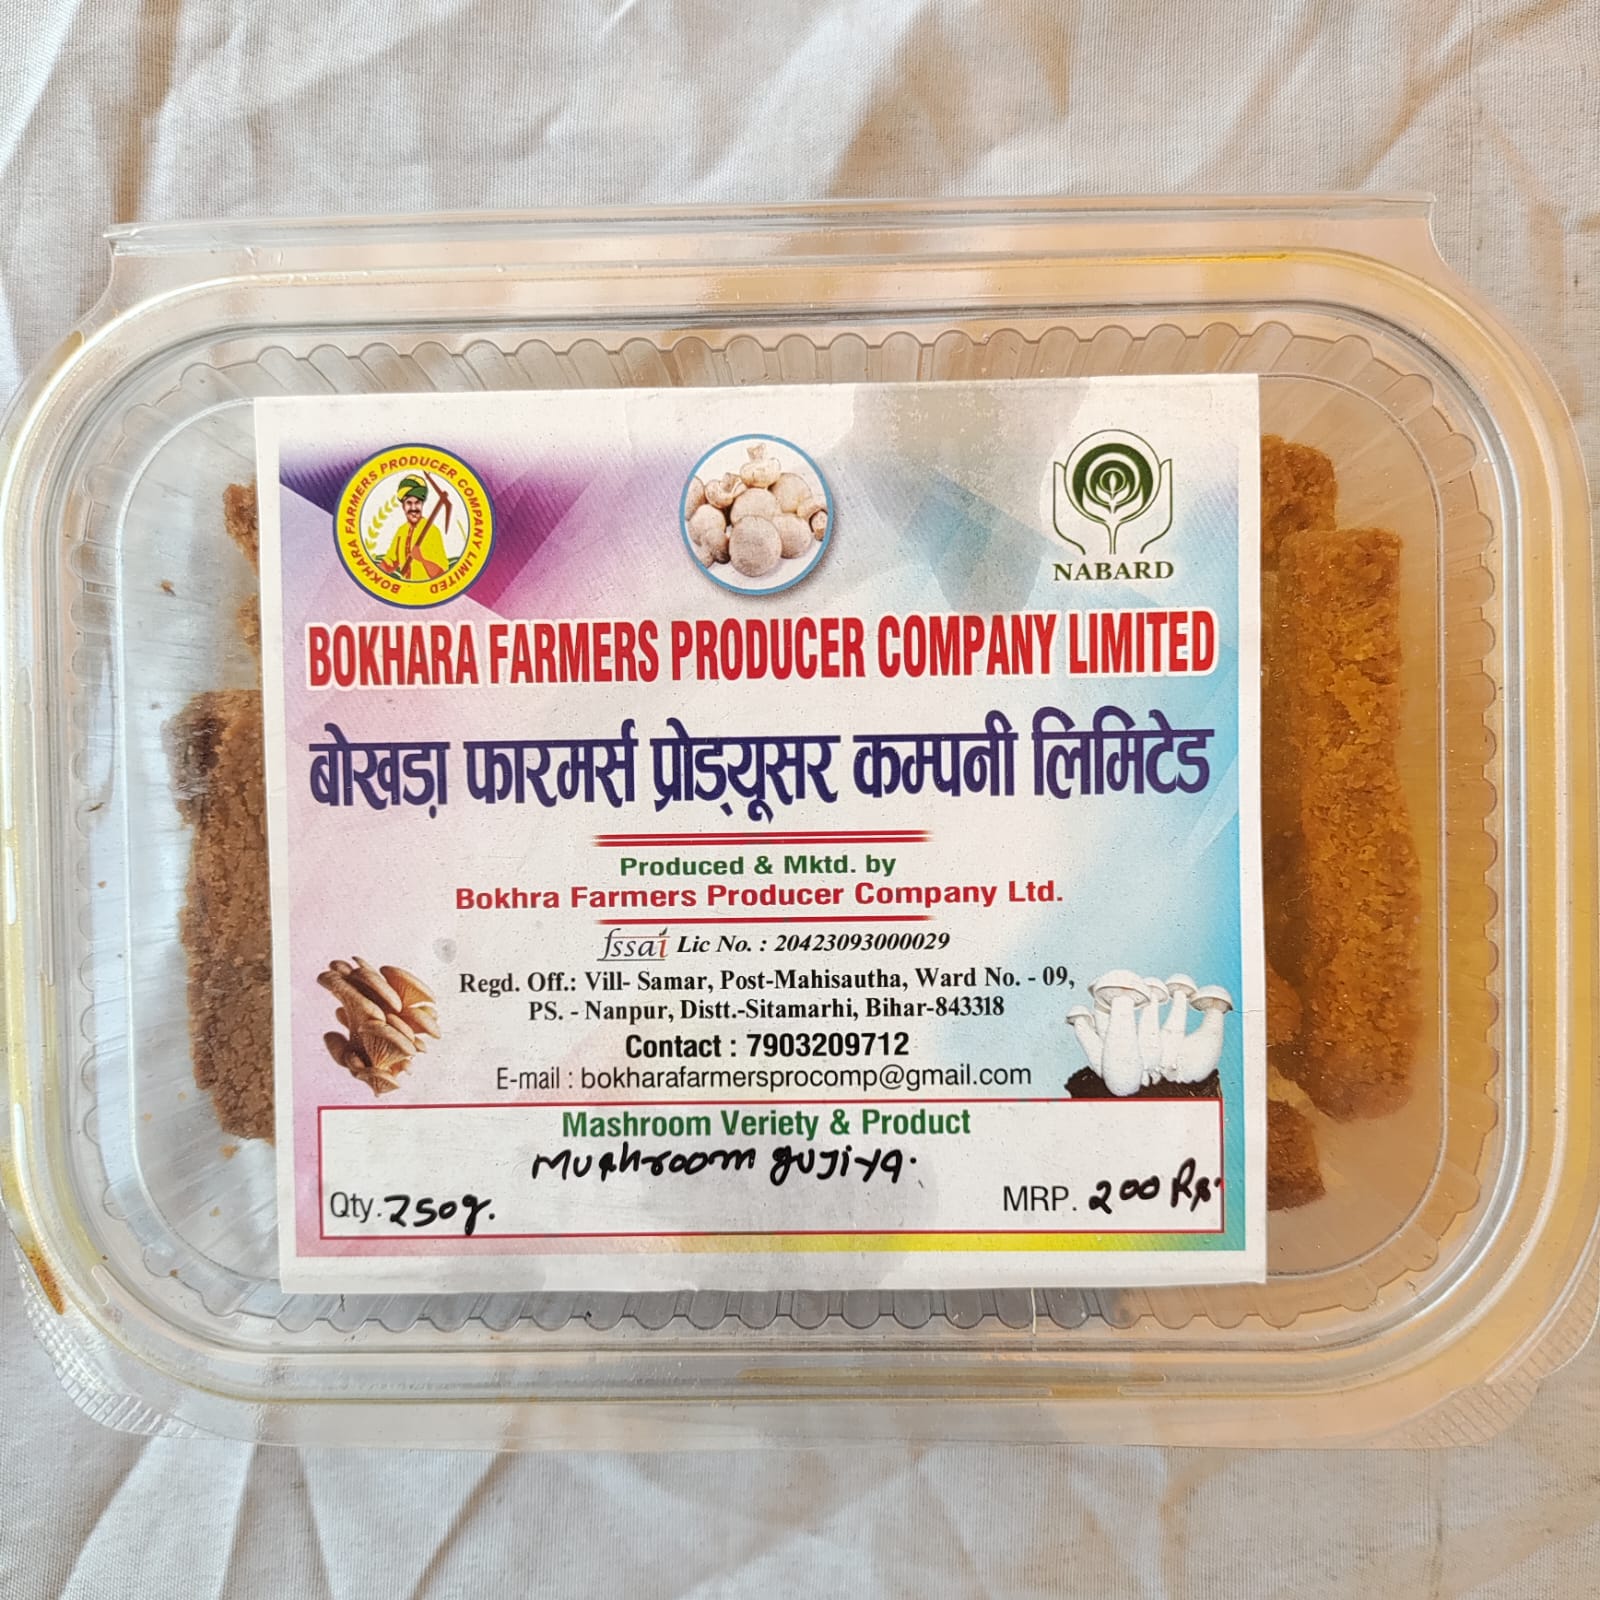 BOKHARA FARMERS PRODUCER COMPANY LIMITED
NABARD
BOKHARA FARMERS PRODUCER COMPANY LIMITED
बोखड़ा फारमर्स प्रोड्यूसर कम्पनी लिमिटेड
Produced & Mktd. by
Bokhra Farmers Producer Company Ltd.
fssai Lic No. : 20423093000029
Regd. Off.: Vill- Samar, Post-Mahisautha, Ward No. - 09,
PS. - Nanpur, Distt.-Sitamarhi, Bihar-843318
Contact : 7903209712
E-mail : bokharafarmersprocomp@gmail.com
Mashroom Veriety & Product
Mushroom gujiya.
Qty. 250g. MRP. 200 Rs.